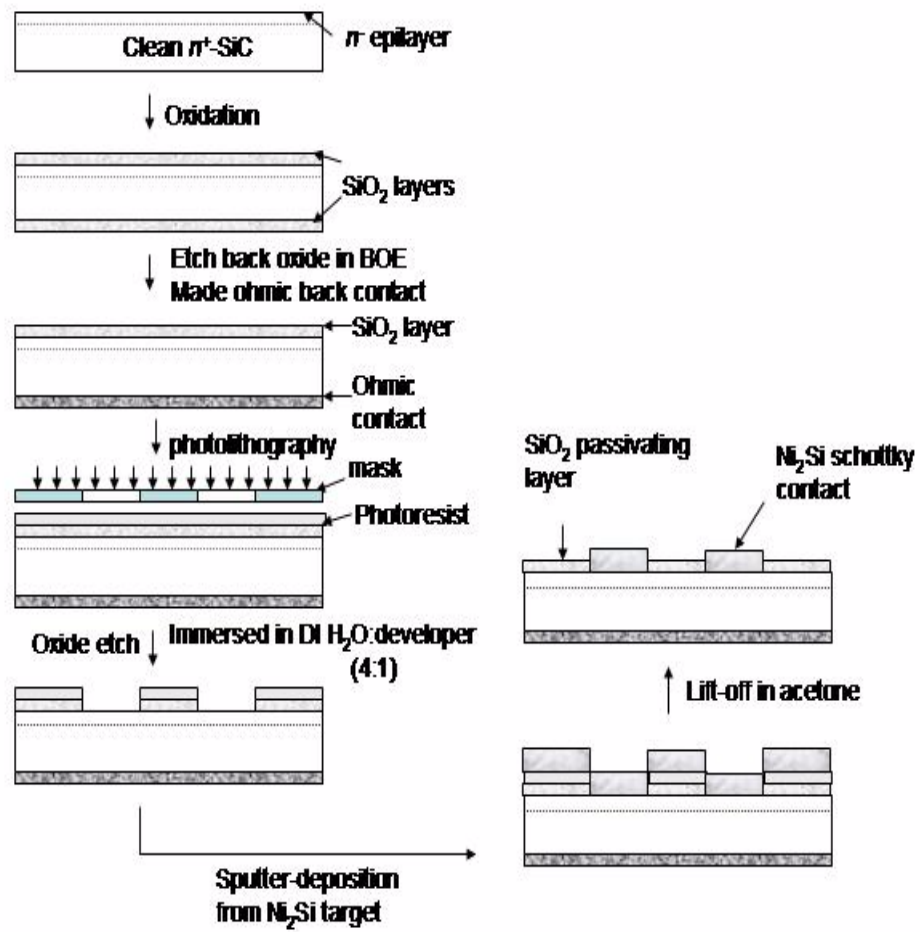 n⁻ epilayer
Clean n⁺-SiC
Oxidation
SiO₂ layers
Etch back oxide in BOE
Made ohmic back contact
SiO₂ layer
Ohmic
contact
photolithography
mask
Photoresist
Oxide etch
Immersed in DI H₂O:developer
(4:1)
Sputter-deposition
from Ni₂Si target
Lift-off in acetone
SiO₂ passivating
layer
Ni₂Si schottky
contact